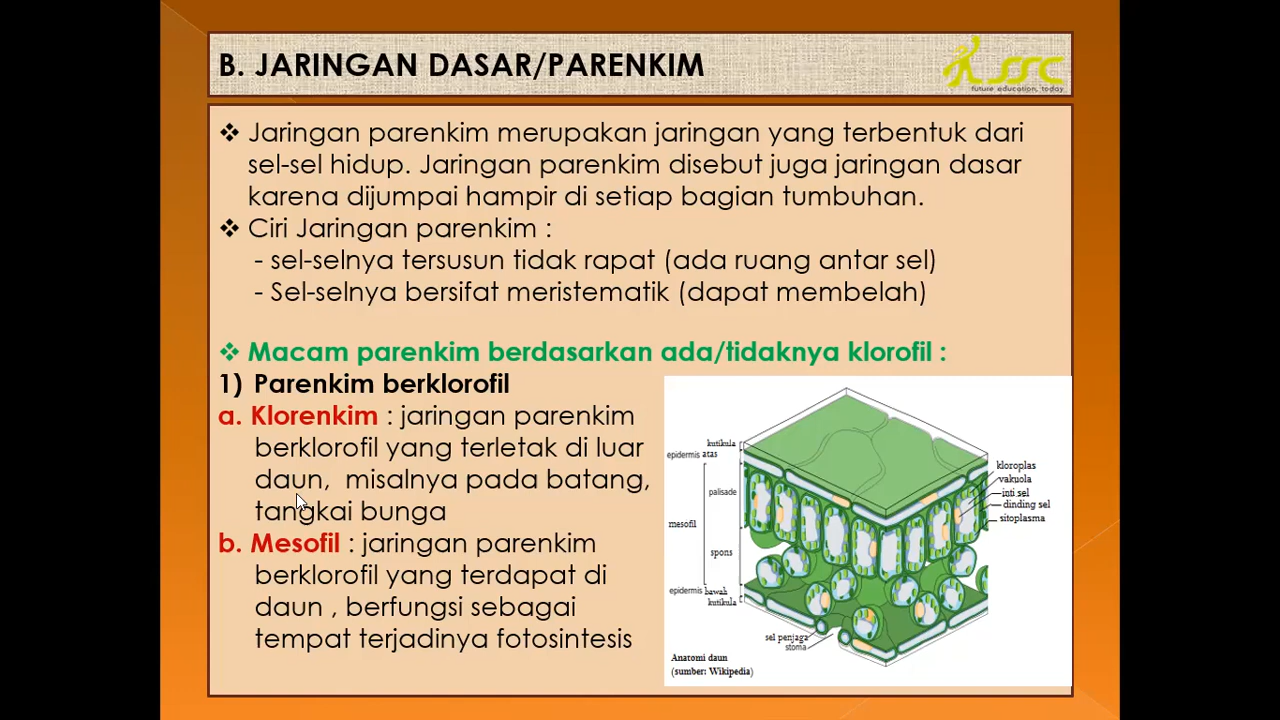 B. JARINGAN DASAR/PARENKIM
SSC
future education, today
❖ Jaringan parenkim merupakan jaringan yang terbentuk dari
sel-sel hidup. Jaringan parenkim disebut juga jaringan dasar
karena dijumpai hampir di setiap bagian tumbuhan.
❖ Ciri Jaringan parenkim :
- sel-selnya tersusun tidak rapat (ada ruang antar sel)
- Sel-selnya bersifat meristematik (dapat membelah)
❖ Macam parenkim berdasarkan ada/tidaknya klorofil :
1) Parenkim berklorofil
a. Klorenkim : jaringan parenkim
berklorofil yang terletak di luar
daun, misalnya pada batang,
tangkai bunga
b. Mesofil : jaringan parenkim
berklorofil yang terdapat di
daun , berfungsi sebagai
tempat terjadinya fotosintesis
kutikula
epidermis atas
palisade
mesofil
spons
epidermis bawah
kutikula
sel penjaga
stoma
kloroplas
vakuola
inti sel
dinding sel
sitoplasma
Anatomi daun
(sumber: Wikipedia)